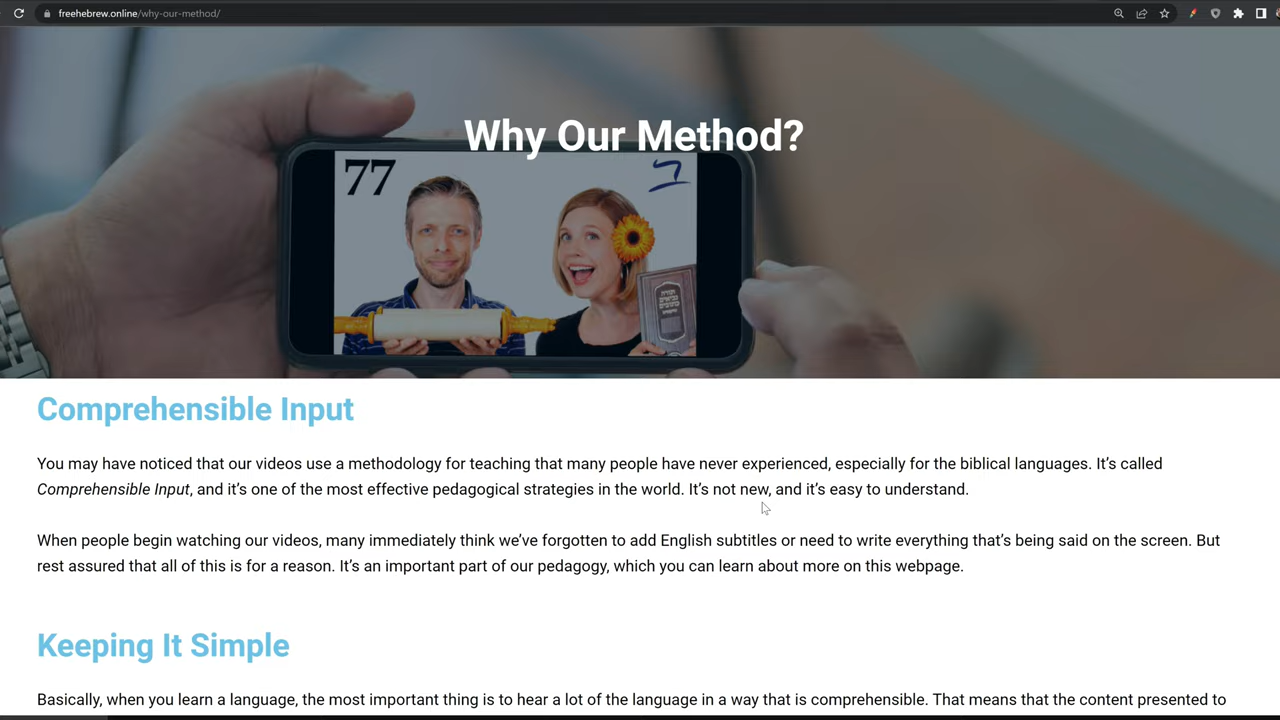 freehebrew.online/why-our-method/
Why Our Method?
77
Comprehensible Input
You may have noticed that our videos use a methodology for teaching that many people have never experienced, especially for the biblical languages. It’s called
Comprehensible Input, and it’s one of the most effective pedagogical strategies in the world. It’s not new, and it’s easy to understand.
When people begin watching our videos, many immediately think we’ve forgotten to add English subtitles or need to write everything that’s being said on the screen. But
rest assured that all of this is for a reason. It’s an important part of our pedagogy, which you can learn about more on this webpage.
Keeping It Simple
Basically, when you learn a language, the most important thing is to hear a lot of the language in a way that is comprehensible. That means that the content presented to